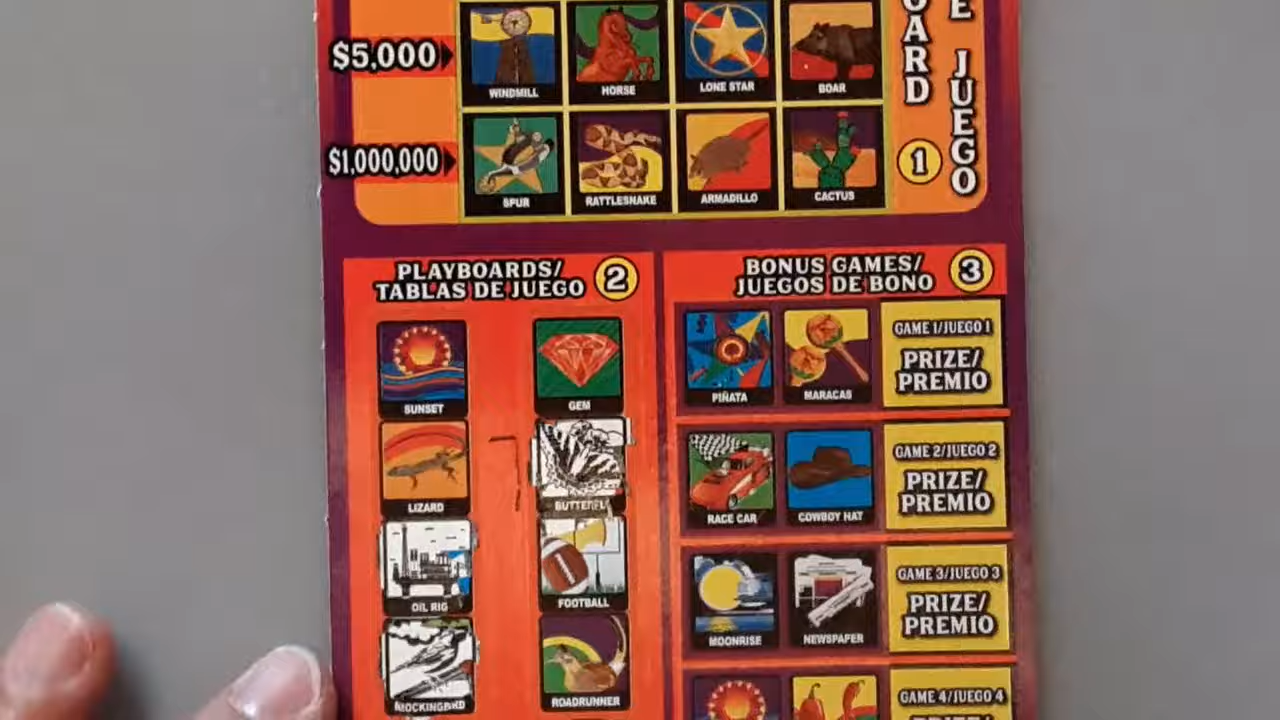 $5,000
WINDMILL
HORSE
LONE STAR
BOAR
$1,000,000
SPUR
RATTLESNAKE
ARMADILLO
CACTUS
OARD
1
E JUEGO
PLAYBOARDS/
TABLAS DE JUEGO
2
SUNSET
GEM
LIZARD
BUTTERFL
OIL RIG
FOOTBALL
MOCKINGBIRD
ROADRUNNER
BONUS GAMES/
JUEGOS DE BONO
3
PIÑATA
MARACAS
GAME 1/JUEGO 1
PRIZE/
PREMIO
RACE CAR
COWBOY HAT
GAME 2/JUEGO 2
PRIZE/
PREMIO
MOONRISE
NEWSPAPER
GAME 3/JUEGO 3
PRIZE/
PREMIO
GAME 4/JUEGO 4
PRIZE/